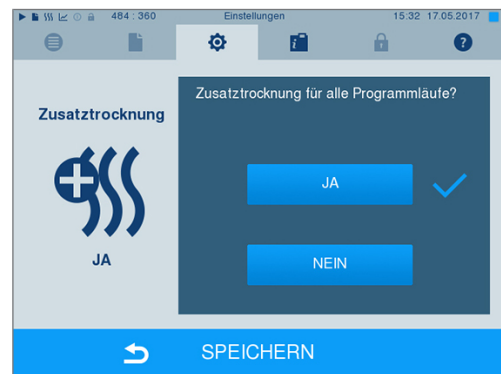 484 : 360 Einstellungen 15:32 17.05.2017
i ?
Zusatztrocknung
JA
Zusatztrocknung für alle Programmläufe?
JA
NEIN
SPEICHERN